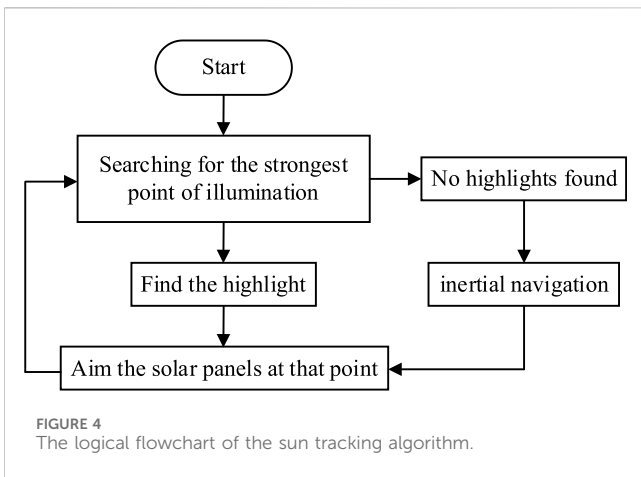 Start
Searching for the strongest
point of illumination
No highlights found
Find the highlight
inertial navigation
Aim the solar panels at that point
FIGURE 4
The logical flowchart of the sun tracking algorithm.